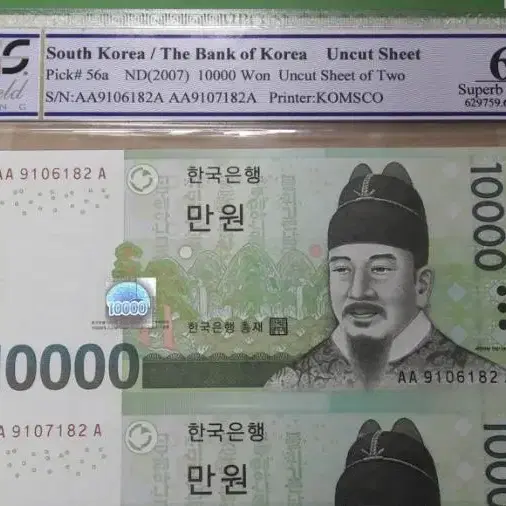 South Korea / The Bank of Korea Uncut Sheet
Pick# 56a ND(2007) 10000 Won Uncut Sheet of Two
S/N:AA9106182A AA9107182A Printer:KOMSCO
Superb
629759.6
AA 9106182 A
한국은행
만원
10000
10000
한국은행 총재
10000
AA 9106182
A 9107182 A
한국은행
만원
1000